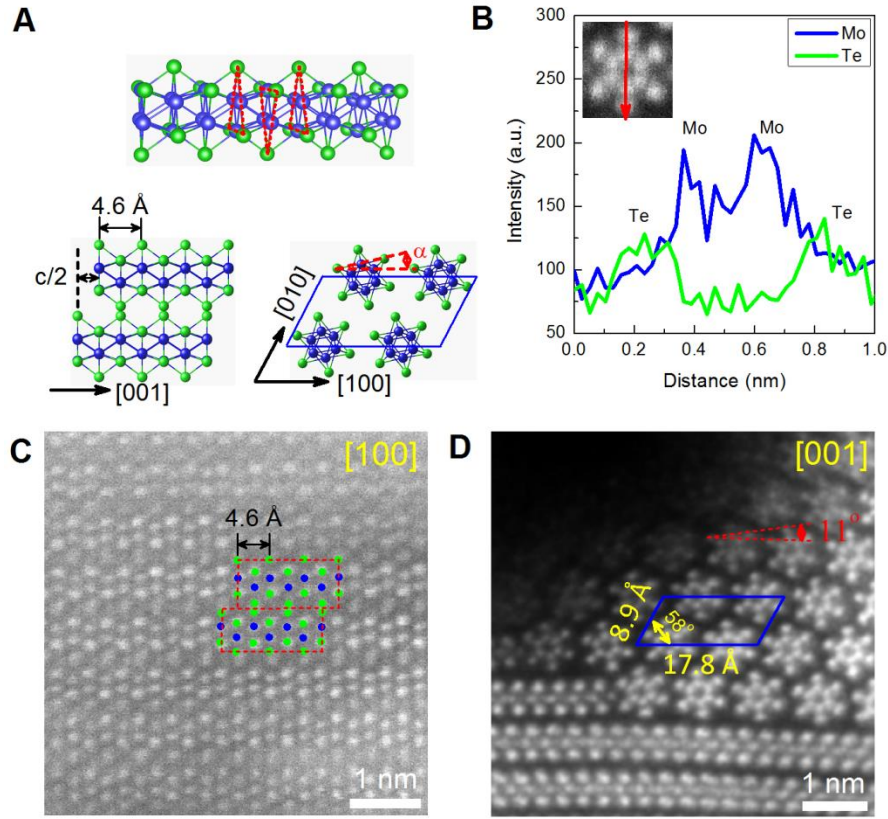 A
4.6 Å
c/2
[001]
α
[010]
[100]
B
300
250
200
150
100
50
Intensity (a.u.)
Mo
Te
Mo
Mo
Te
Te
0.0
0.2
0.4
0.6
0.8
1.0
Distance (nm)
C
[100]
4.6 Å
1 nm
D
[001]
11°
8.9 Å
58°
17.8 Å
1 nm